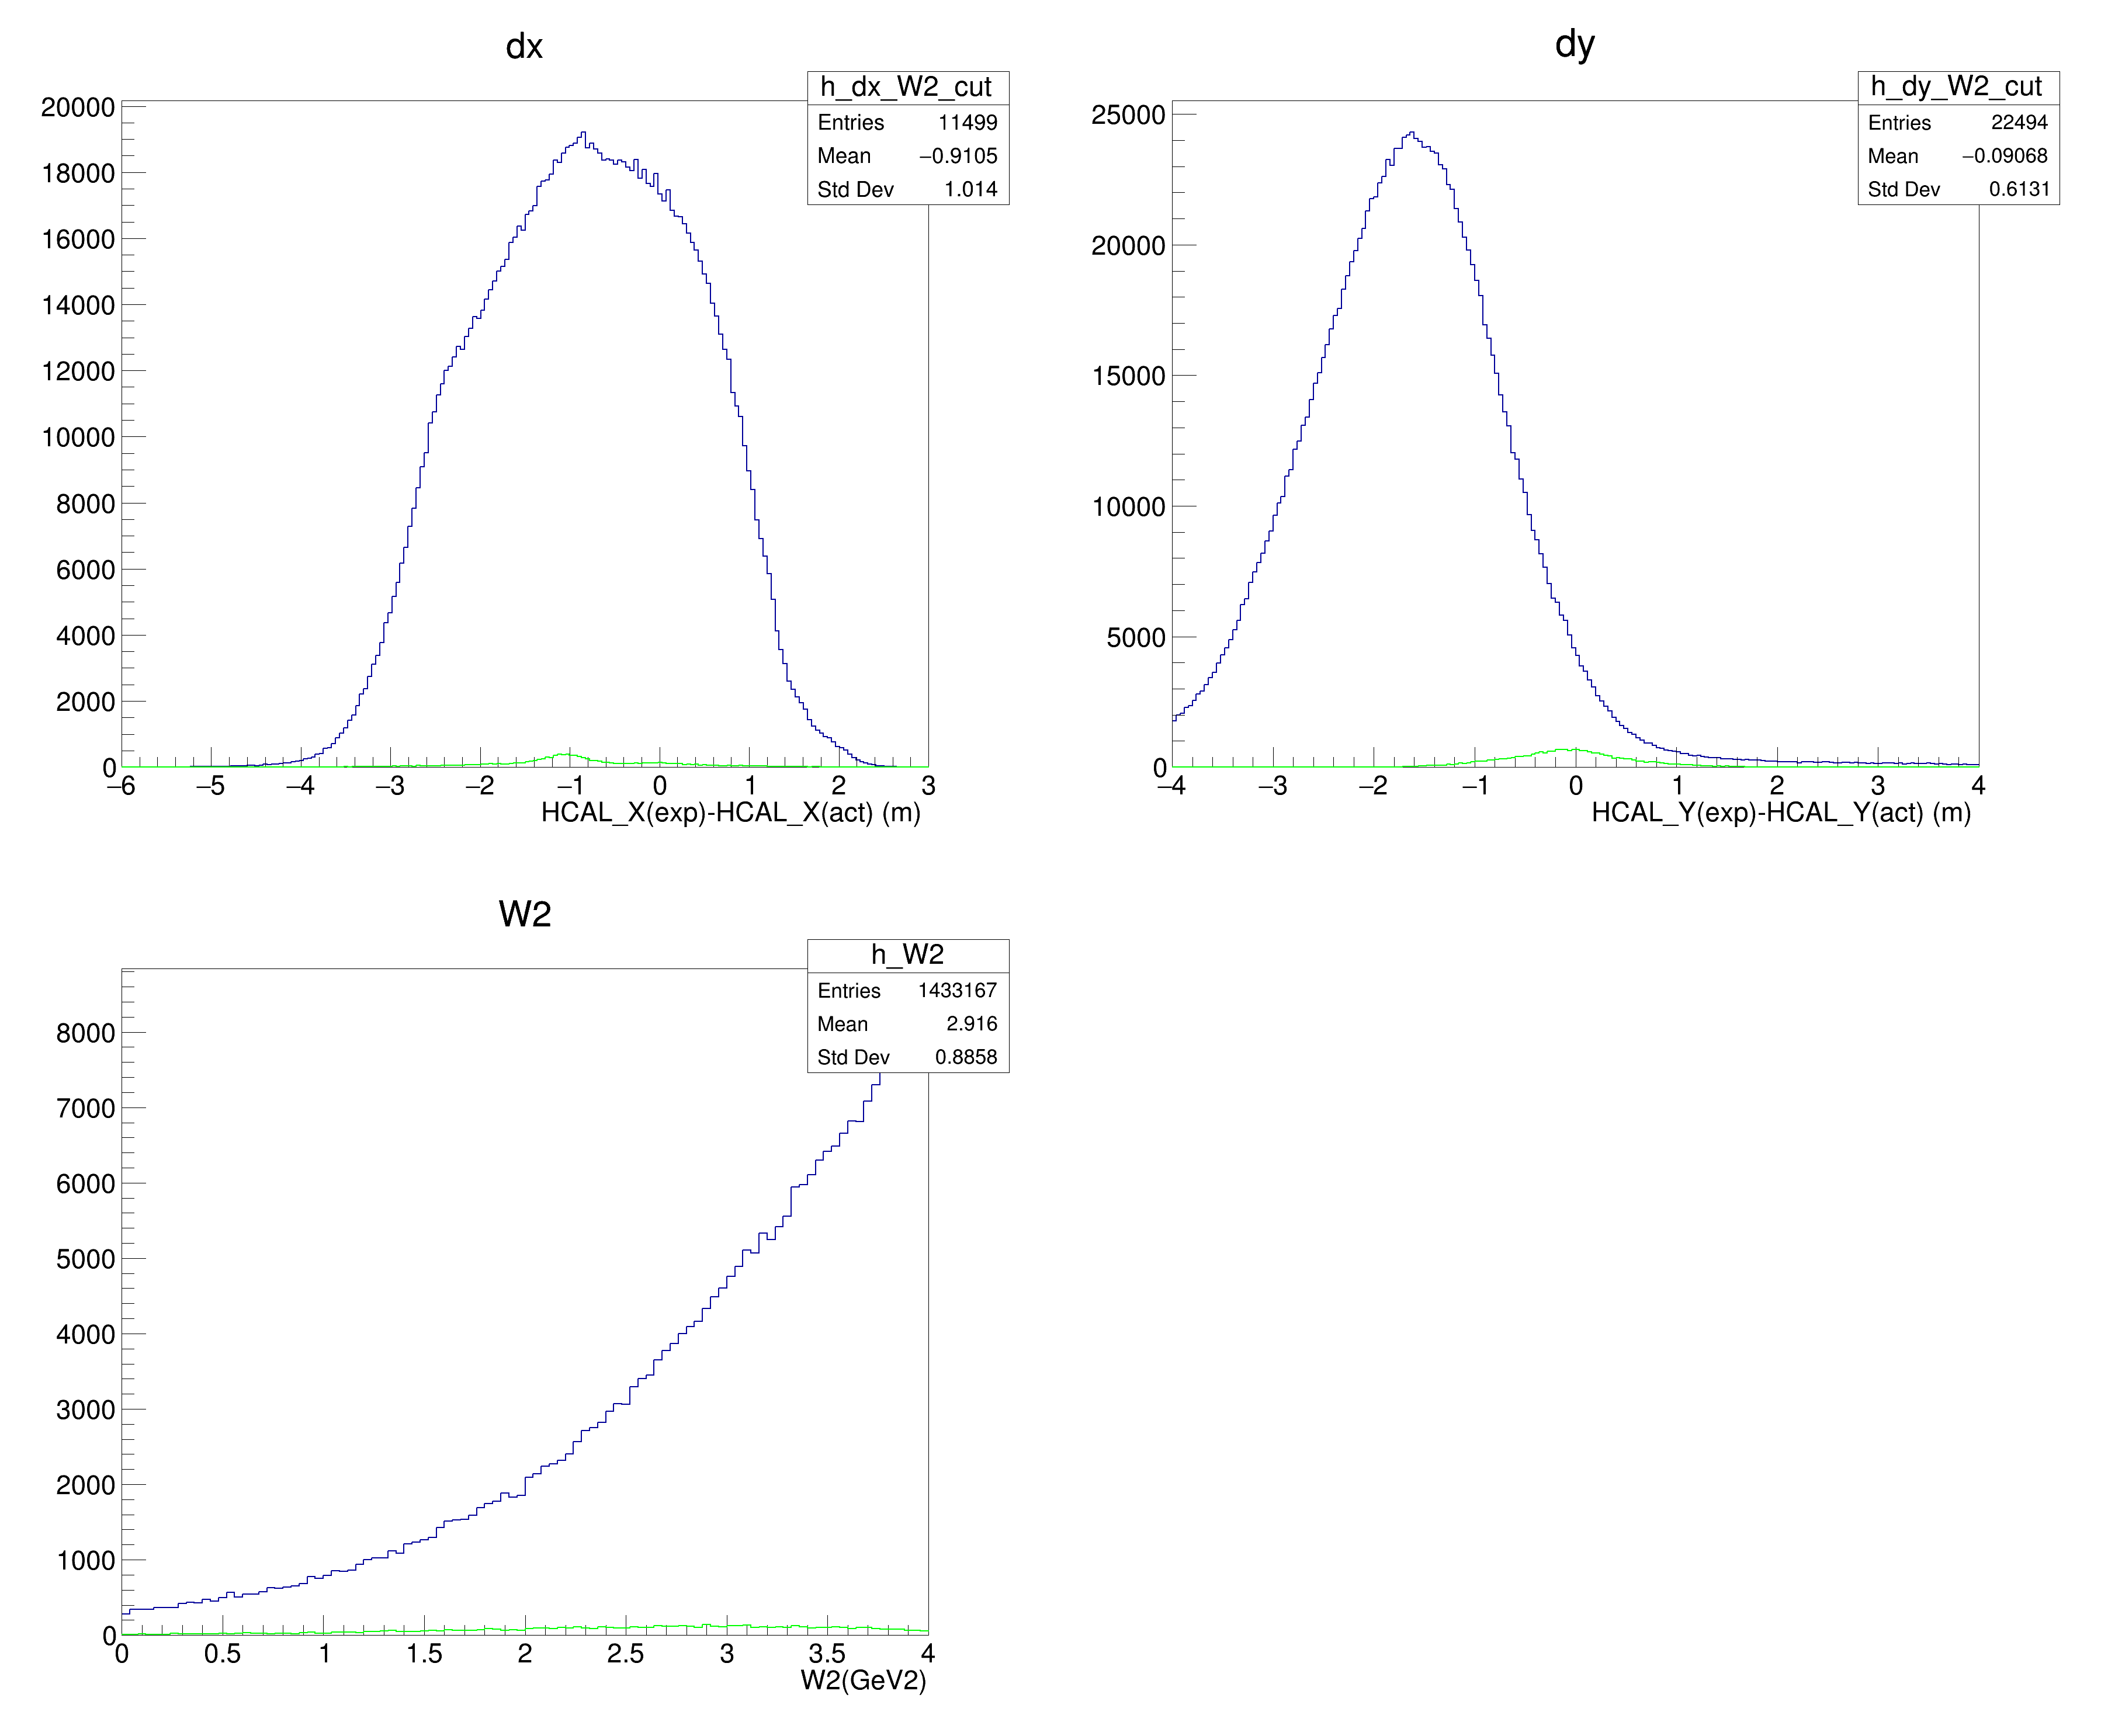 dx
h_dx_W2_cut
Entries 11499
Mean −0.9105
Std Dev 1.014
20000
18000
16000
14000
12000
10000
8000
6000
4000
2000
0
−6 −5 −4 −3 −2 −1 0 1 2 3
HCAL_X(exp)-HCAL_X(act) (m)
dy
h_dy_W2_cut
Entries 22494
Mean −0.09068
Std Dev 0.6131
25000
20000
15000
10000
5000
0
−4 −3 −2 −1 0 1 2 3 4
HCAL_Y(exp)-HCAL_Y(act) (m)
W2
h_W2
Entries 1433167
Mean 2.916
Std Dev 0.8858
8000
7000
6000
5000
4000
3000
2000
1000
0
0 0.5 1 1.5 2 2.5 3 3.5 4
W2(GeV2)